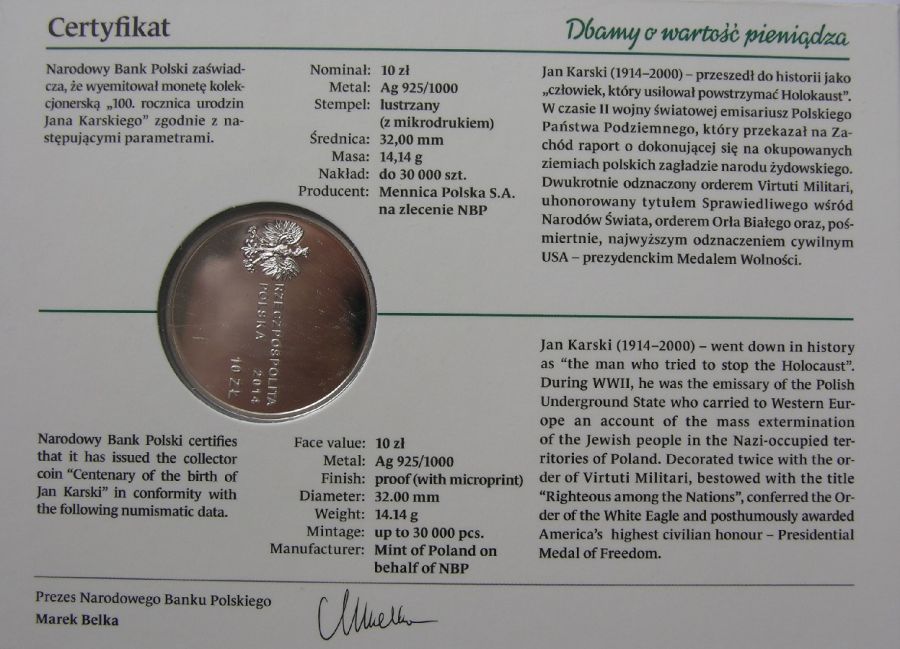 Certyfikat
Dbamy o wartość pieniądza
Narodowy Bank Polski zaświad-
cza, że wyemitował monetę kolek-
cjonerską „100. rocznica urodzin
Jana Karskiego” zgodnie z na-
stępującymi parametrami.
Nominał: 10 zł
Metal: Ag 925/1000
Stempel: lustrzany
(z mikrodrukiem)
Średnica: 32,00 mm
Masa: 14,14 g
Nakład: do 30 000 szt.
Producent: Mennica Polska S.A.
na zlecenie NBP
Jan Karski (1914–2000) – przeszedł do historii jako
„człowiek, który usiłował powstrzymać Holokaust”.
W czasie II wojny światowej emisariusz Polskiego
Państwa Podziemnego, który przekazał na Za-
chód raport o dokonującej się na okupowanych
ziemiach polskich zagładzie narodu żydowskiego.
Dwukrotnie odznaczony orderem Virtuti Militari,
uhonorowany tytułem Sprawiedliwego wśród
Narodów Świata, orderem Orła Białego oraz, poś-
miertnie, najwyższym odznaczeniem cywilnym
USA – prezydenckim Medalem Wolności.
RZECZPOSPOLITA
POLSKA 2014
10 ZŁ
Narodowy Bank Polski certifies
that it has issued the collector
coin “Centenary of the birth of
Jan Karski” in conformity with
the following numismatic data.
Face value: 10 zł
Metal: Ag 925/1000
Finish: proof (with microprint)
Diameter: 32.00 mm
Weight: 14.14 g
Mintage: up to 30 000 pcs.
Manufacturer: Mint of Poland on
behalf of NBP
Jan Karski (1914–2000) – went down in history
as “the man who tried to stop the Holocaust”.
During WWII, he was the emissary of the Polish
Underground State who carried to Western Eur-
ope an account of the mass extermination
of the Jewish people in the Nazi-occupied ter-
ritories of Poland. Decorated twice with the or-
der of Virtuti Militari, bestowed with the title
“Righteous among the Nations”, conferred the Or-
der of the White Eagle and posthumously awarded
America’s highest civilian honour – Presidential
Medal of Freedom.
Prezes Narodowego Banku Polskiego
Marek Belka